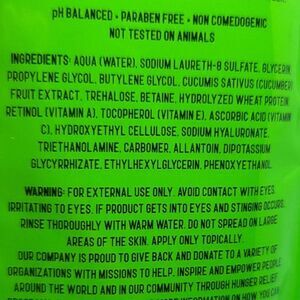 pH BALANCED • PARABEN FREE • NON COMEDOGENIC
NOT TESTED ON ANIMALS
INGREDIENTS: AQUA (WATER), SODIUM LAURETH-8 SULFATE, GLYCERIN,
PROPYLENE GLYCOL, BUTYLENE GLYCOL, CUCUMIS SATIVUS (CUCUMBER)
FRUIT EXTRACT, TREHALOSE, BETAINE, HYDROLYZED WHEAT PROTEIN,
RETINOL (VITAMIN A), TOCOPHEROL (VITAMIN E), ASCORBIC ACID (VITAMIN
C), HYDROXYETHYL CELLULOSE, SODIUM HYALURONATE,
TRIETHANOLAMINE, CARBOMER, ALLANTOIN, DIPOTASSIUM
GLYCYRRHIZATE, ETHYLHEXYLGLYCERIN, PHENOXYETHANOL.
WARNING: FOR EXTERNAL USE ONLY. AVOID CONTACT WITH EYES.
IRRITATING TO EYES. IF PRODUCT GETS INTO EYES AND STINGING OCCURS,
RINSE THOROUGHLY WITH WARM WATER. DO NOT SPREAD ON LARGE
AREAS OF THE SKIN. APPLY ONLY TOPICALLY.
OUR COMPANY IS PROUD TO GIVE BACK AND DONATE TO A VARIETY OF
ORGANIZATIONS WITH MISSIONS TO HELP, INSPIRE AND EMPOWER PEOPLE
AROUND THE WORLD AND IN OUR COMMUNITY THROUGH HUNGER RELIEF
MORE INFORMATION ON HOW YOU CAN